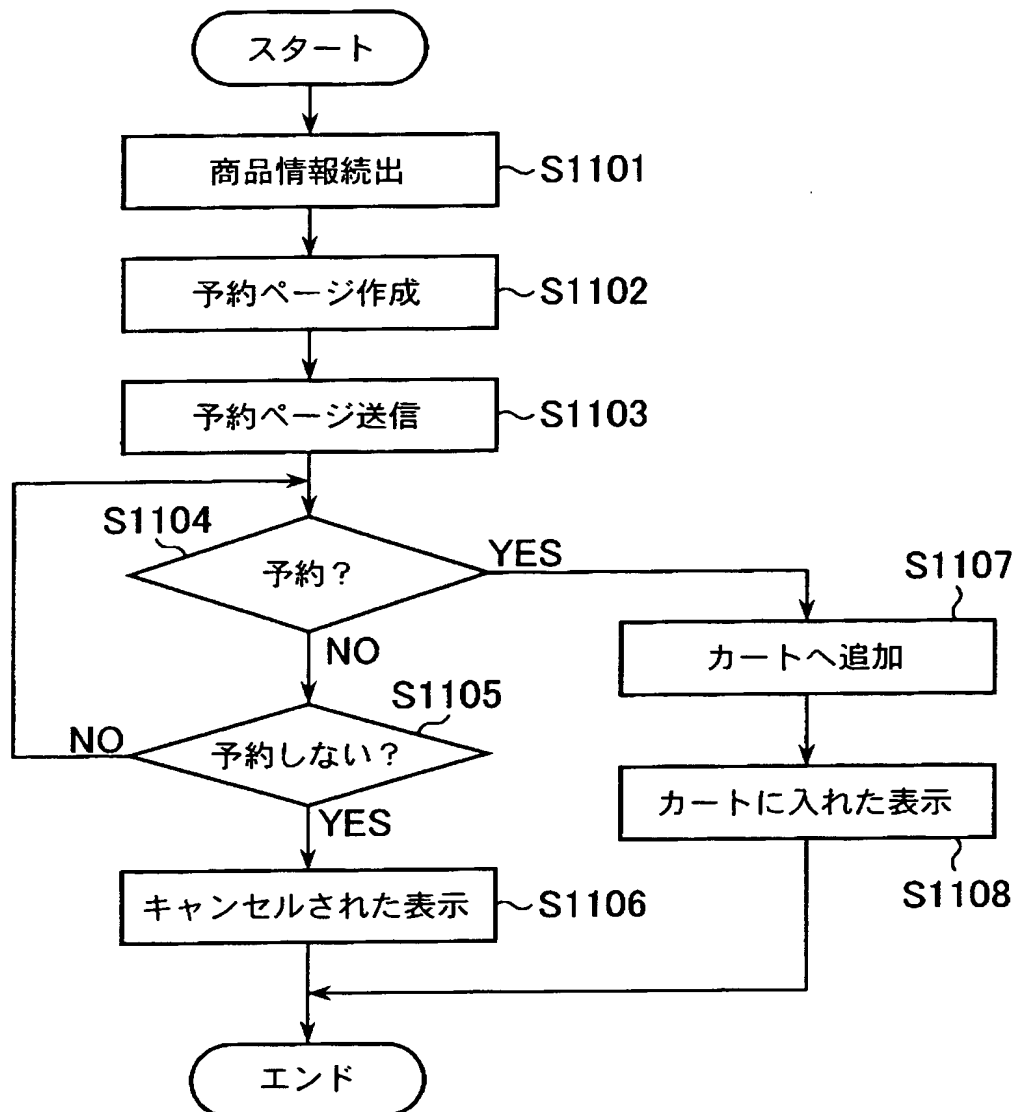 スタート
商品情報続出
S1101
予約ページ作成
S1102
予約ページ送信
S1103
S1104
予約？
YES
NO
S1105
予約しない？
NO
YES
キャンセルされた表示
S1106
S1107
カートへ追加
カートに入れた表示
S1108
エンド